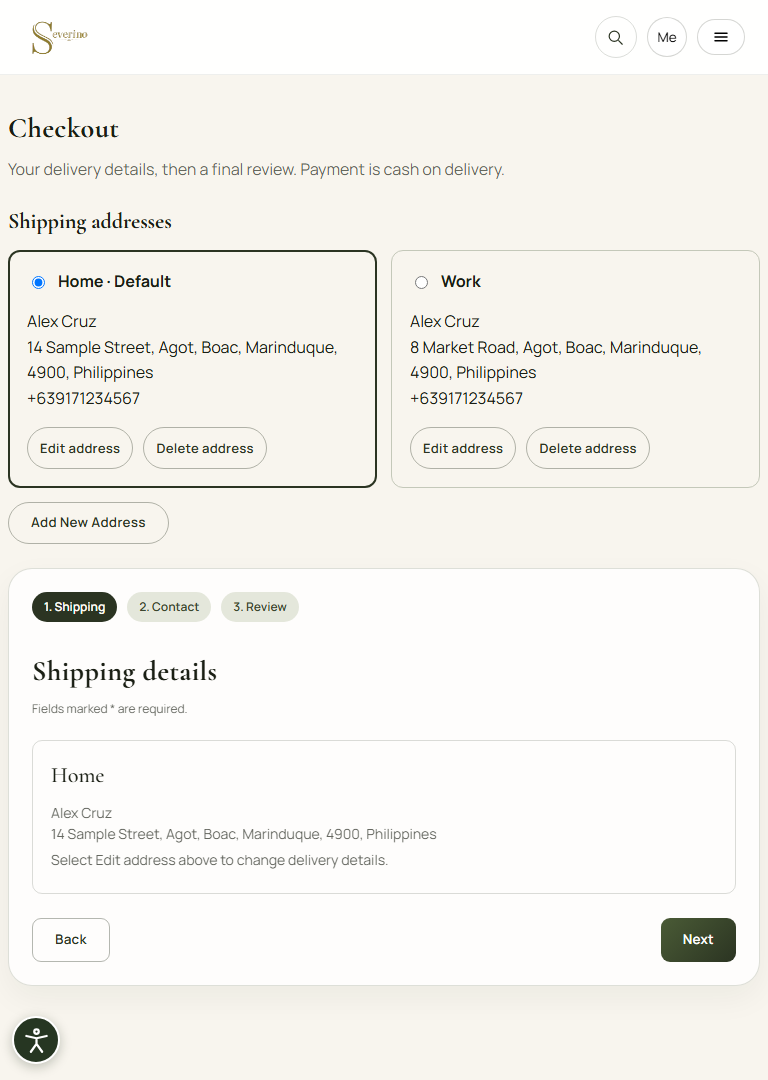 Severino
Me
Checkout
Your delivery details, then a final review. Payment is cash on delivery.
Shipping addresses
Home · Default
Alex Cruz
14 Sample Street, Agot, Boac, Marinduque,
4900, Philippines
+639171234567
Edit address
Delete address
Work
Alex Cruz
8 Market Road, Agot, Boac, Marinduque,
4900, Philippines
+639171234567
Edit address
Delete address
Add New Address
1. Shipping
2. Contact
3. Review
Shipping details
Fields marked * are required.
Home
Alex Cruz
14 Sample Street, Agot, Boac, Marinduque, 4900, Philippines
Select Edit address above to change delivery details.
Back
Next